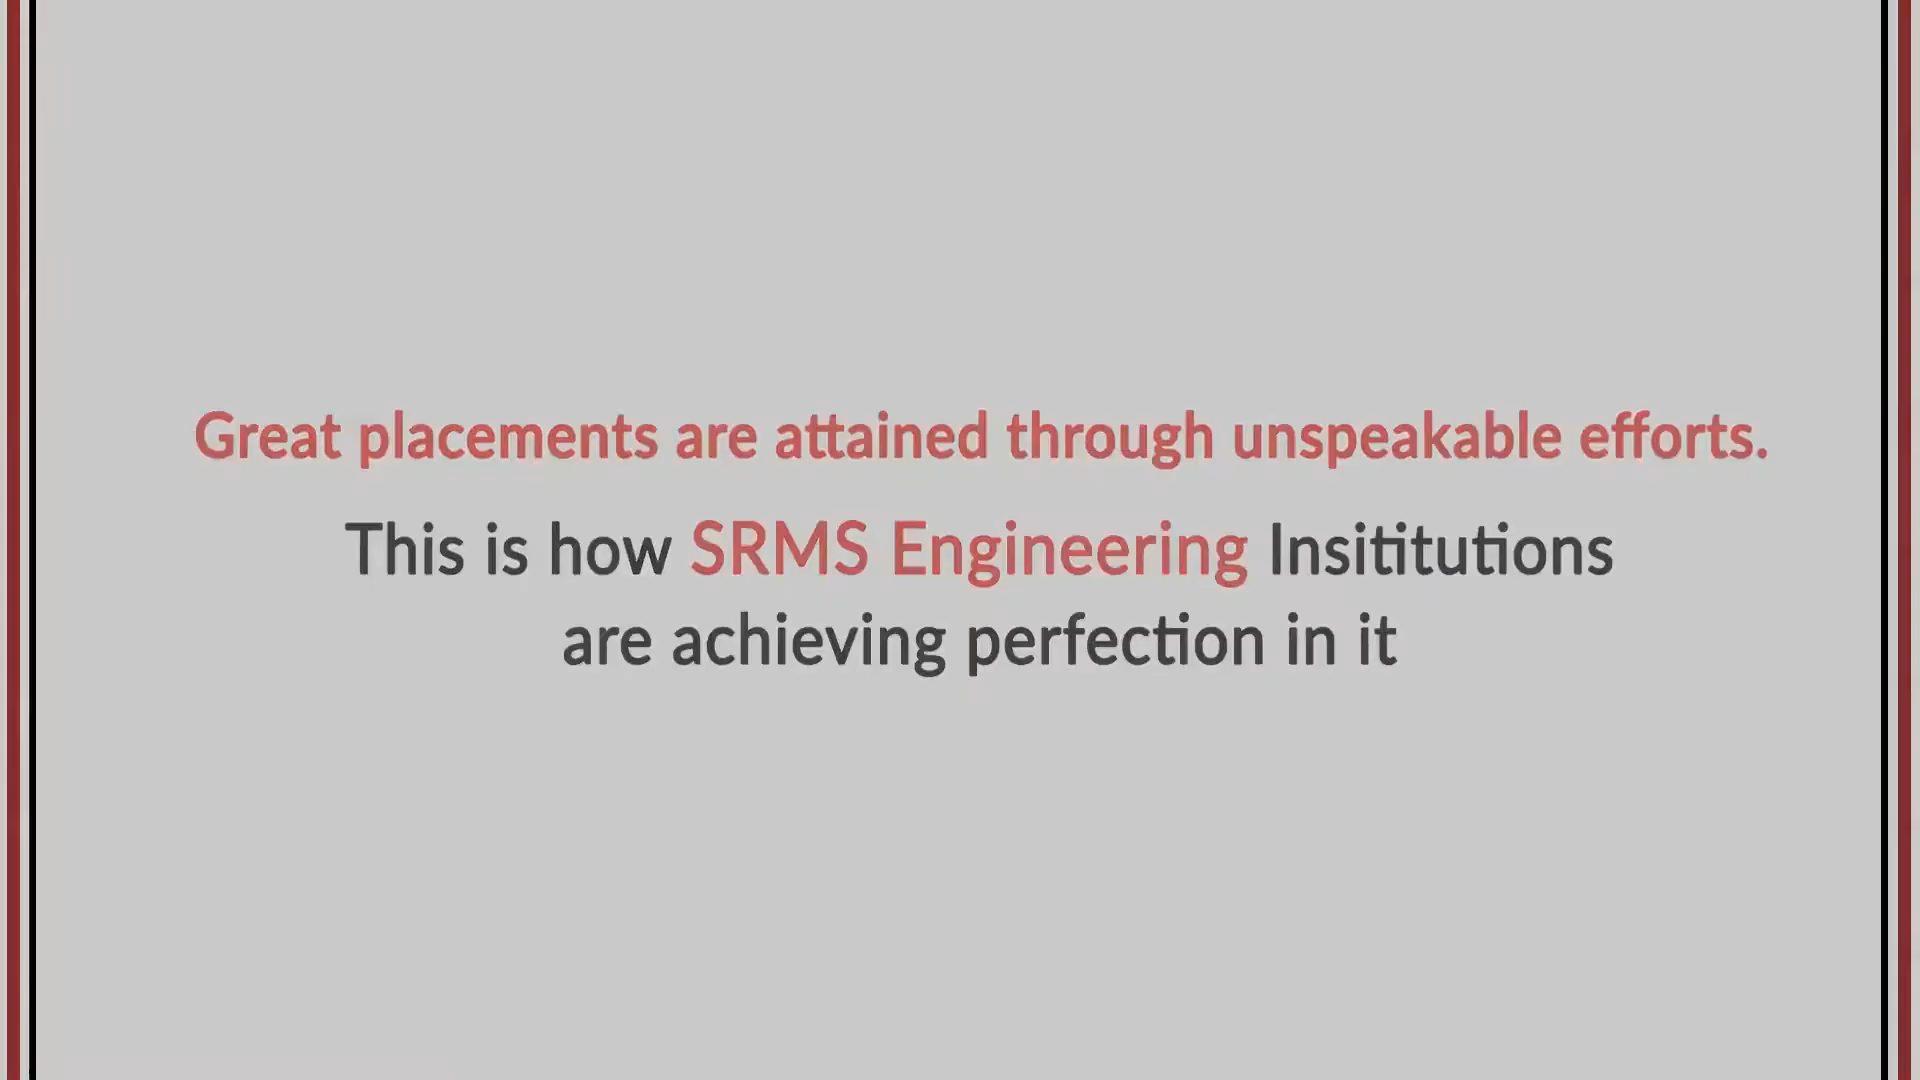 Great placements are attained through unspeakable efforts.
This is how SRMS Engineering Insititutions
are achieving perfection in it